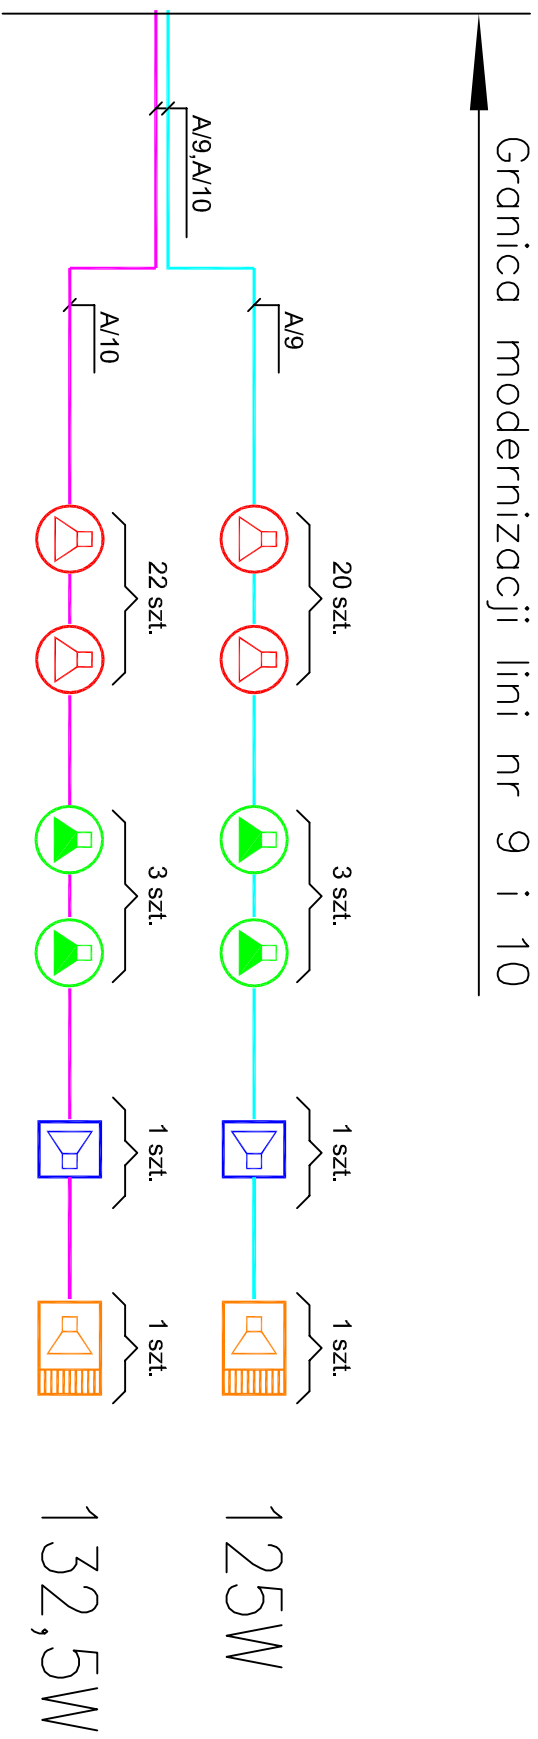 Granica modernizacji lini nr 9 i 10
A/9,A/10
A/9
20 szt.
3 szt.
1 szt.
1 szt.
125W
A/10
22 szt.
3 szt.
1 szt.
1 szt.
132,5W